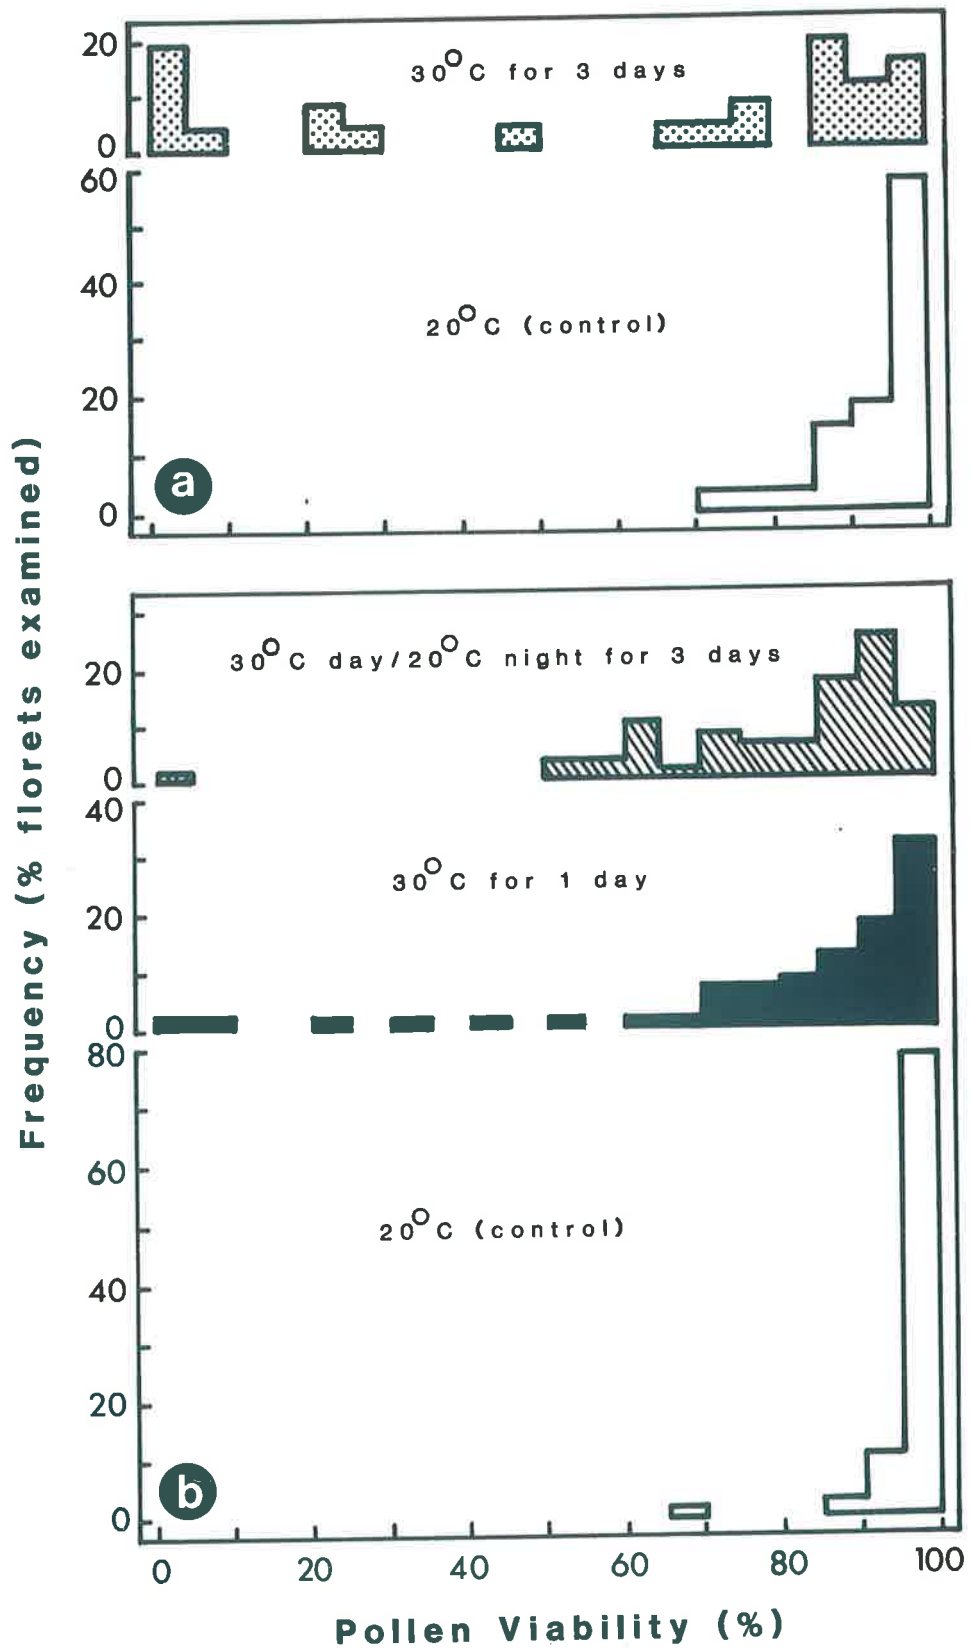 Frequency (% florets examined)
20
0
30°C for 3 days
60
40
20
0
20°C (control)
a
20
0
30°C day/20°C night for 3 days
40
20
0
30°C for 1 day
80
60
40
20
0
20°C (control)
b
0 20 40 60 80 100
Pollen Viability (%)